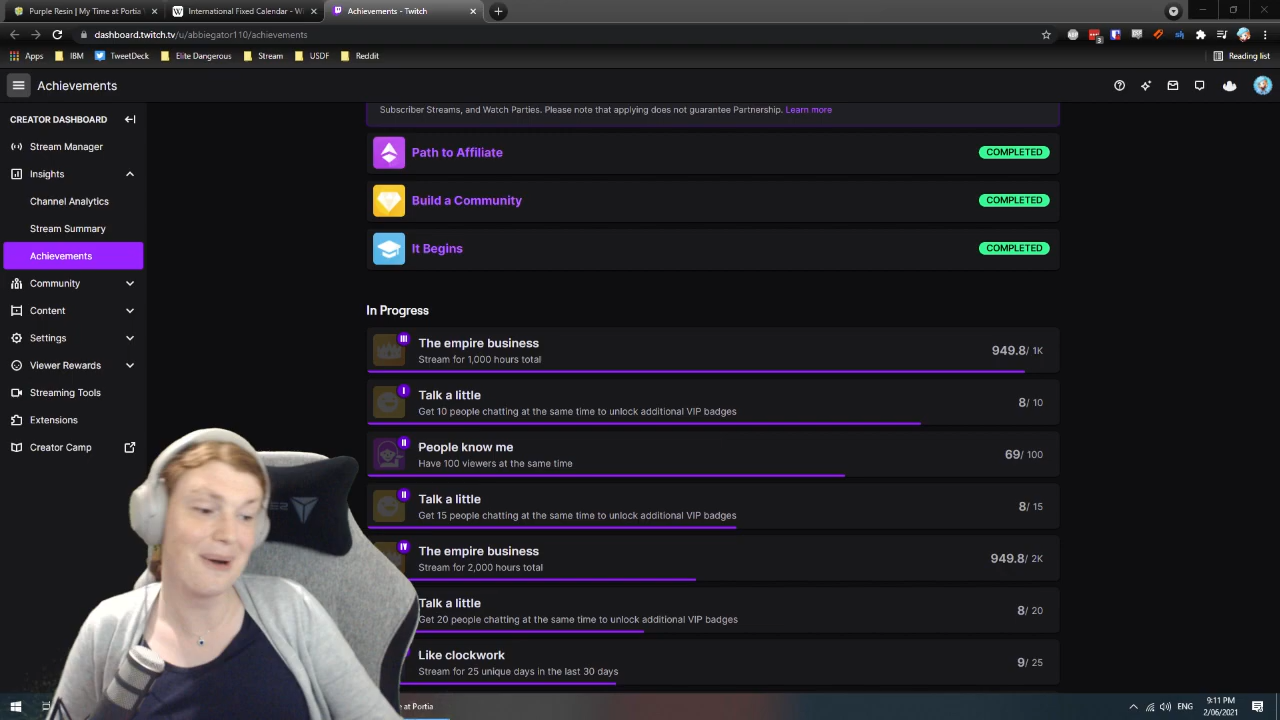 Purple Resin | My Time at Portia
International Fixed Calendar - Wi
Achievements - Twitch
dashboard.twitch.tv/u/abbiegator110/achievements
Apps
IBM
TweetDeck
Elite Dangerous
Stream
USDF
Reddit
Reading list
Achievements
CREATOR DASHBOARD
Stream Manager
Insights
Channel Analytics
Stream Summary
Achievements
Community
Content
Settings
Viewer Rewards
Streaming Tools
Extensions
Creator Camp
Subscriber Streams, and Watch Parties. Please note that applying does not guarantee Partnership. Learn more
Path to Affiliate
COMPLETED
Build a Community
COMPLETED
It Begins
COMPLETED
In Progress
III
The empire business
Stream for 1,000 hours total
949.8/ 1K
I
Talk a little
Get 10 people chatting at the same time to unlock additional VIP badges
8/ 10
II
People know me
Have 100 viewers at the same time
69/ 100
II
Talk a little
Get 15 people chatting at the same time to unlock additional VIP badges
8/ 15
IV
The empire business
Stream for 2,000 hours total
949.8/ 2K
Talk a little
Get 20 people chatting at the same time to unlock additional VIP badges
8/ 20
Like clockwork
Stream for 25 unique days in the last 30 days
9/ 25
e at Portia
ENG
9:11 PM
2/06/2021